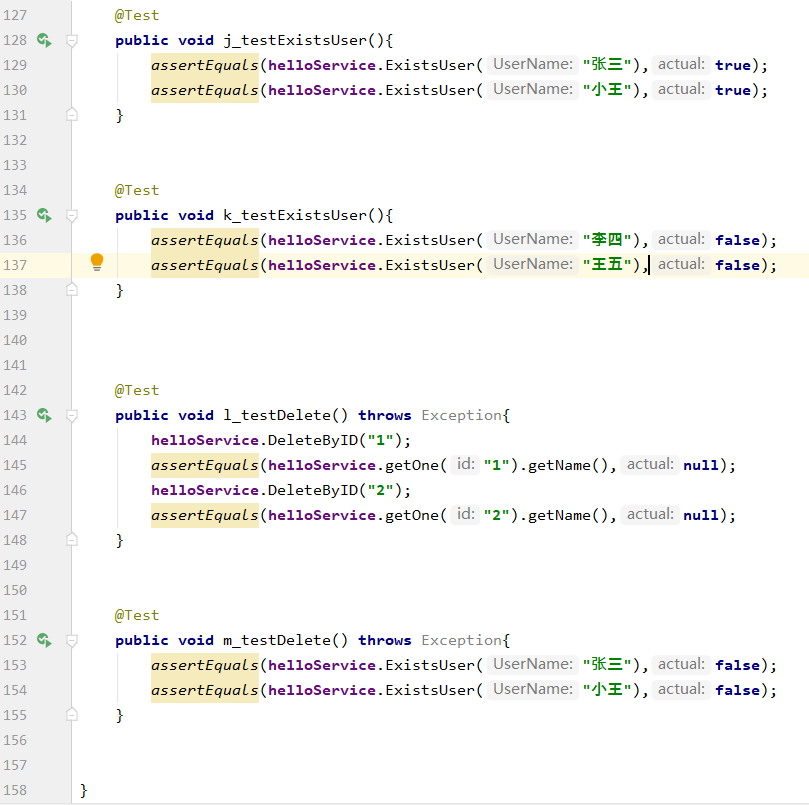 127 @Test
128 public void j_testExistsUser(){
129 assertEquals(helloService.ExistsUser( UserName: "张三"), actual: true);
130 assertEquals(helloService.ExistsUser( UserName: "小王"), actual: true);
131 }
132
133
134 @Test
135 public void k_testExistsUser(){
136 assertEquals(helloService.ExistsUser( UserName: "李四"), actual: false);
137 assertEquals(helloService.ExistsUser( UserName: "王五"), actual: false);
138 }
139
140
141
142 @Test
143 public void l_testDelete() throws Exception{
144 helloService.DeleteByID("1");
145 assertEquals(helloService.getOne( id: "1").getName(), actual: null);
146 helloService.DeleteByID("2");
147 assertEquals(helloService.getOne( id: "2").getName(), actual: null);
148 }
149
150
151 @Test
152 public void m_testDelete() throws Exception{
153 assertEquals(helloService.ExistsUser( UserName: "张三"), actual: false);
154 assertEquals(helloService.ExistsUser( UserName: "小王"), actual: false);
155 }
156
157
158 }